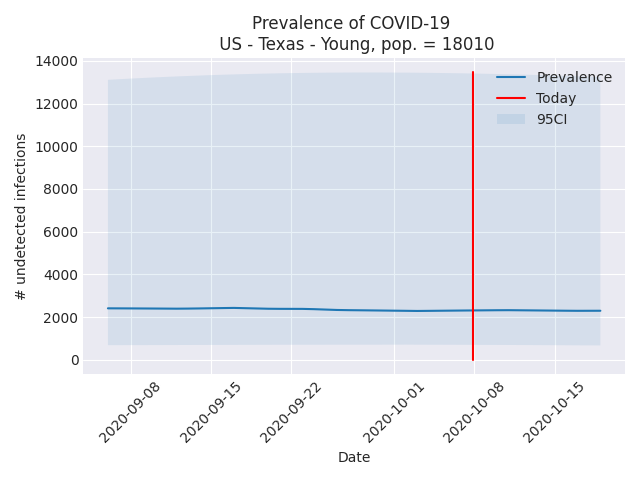 Prevalence of COVID-19
US - Texas - Young, pop. = 18010
14000
12000
10000
8000
6000
4000
2000
0
# undetected infections
Prevalence
Today
95CI
2020-09-08
2020-09-15
2020-09-22
2020-10-01
2020-10-08
2020-10-15
Date